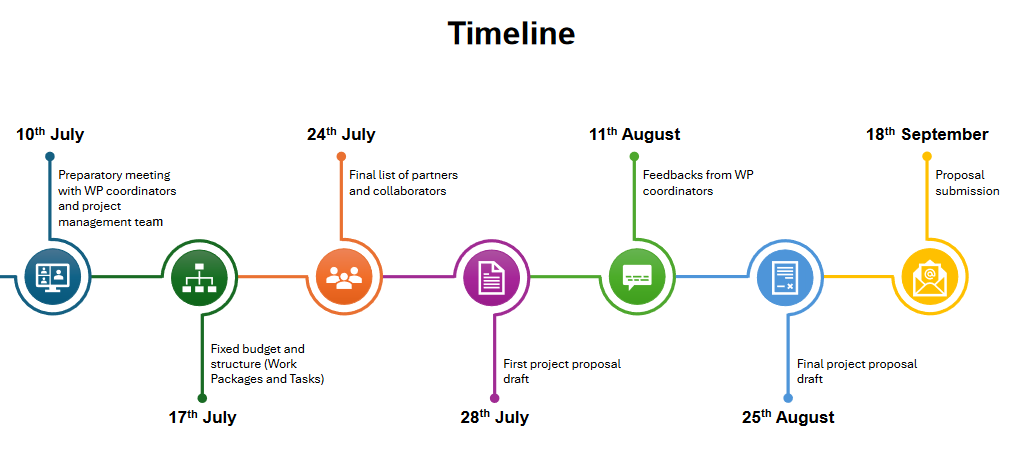 Timeline
10th July
Preparatory meeting
with WP coordinators
and project
management team
24th July
Final list of partners
and collaborators
11th August
Feedbacks from WP
coordinators
18th September
Proposal
submission
Fixed budget and
structure (Work
Packages and Tasks)
17th July
First project proposal
draft
28th July
Final project proposal
draft
25th August